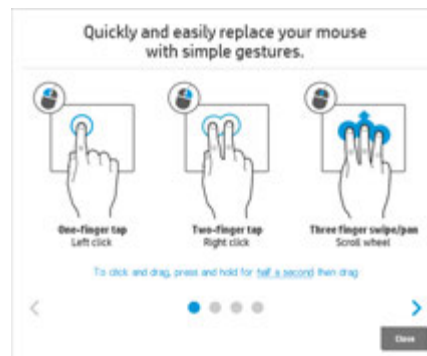 Quickly and easily replace your mouse
with simple gestures.
One-finger tap
Left click
Two-finger tap
Right click
Three finger swipe/pan
Scroll wheel
To click and drag, press and hold for half a second then drag
Close